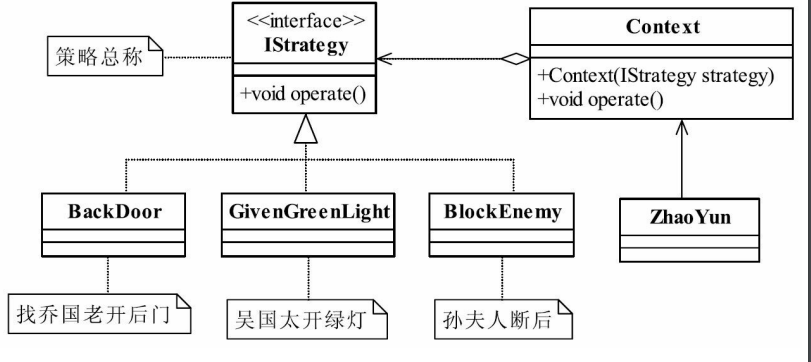 <<interface>>
IStrategy
+void operate()
策略总称
Context
+Context(IStrategy strategy)
+void operate()
BackDoor
GivenGreenLight
BlockEnemy
ZhaoYun
找乔国老开后门
吴国太开绿灯
孙夫人断后